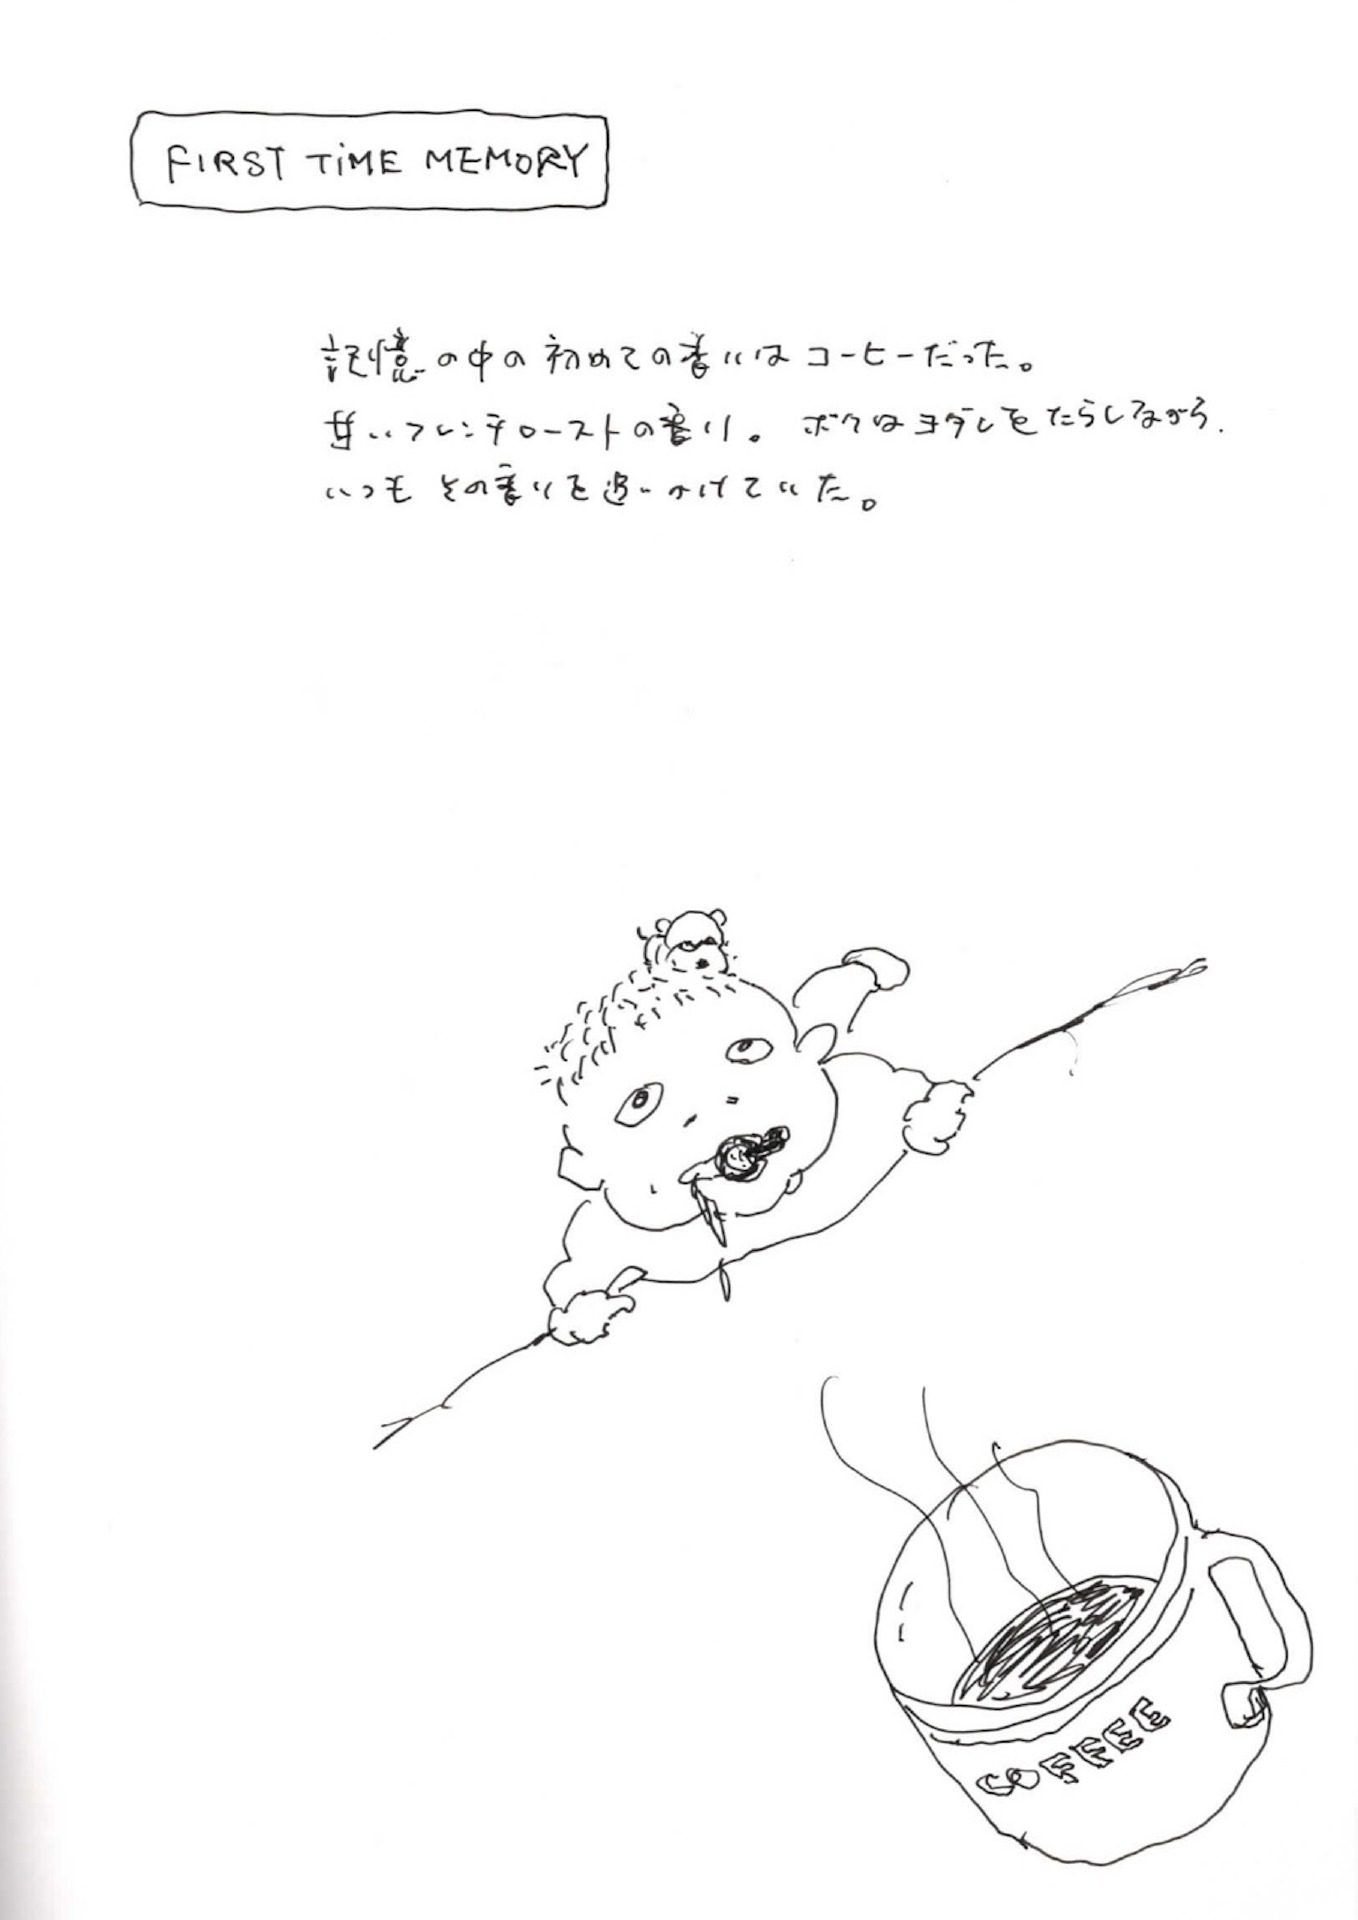 FIRST TIME MEMORY
記憶の中の初めての香いはコーヒーだった。
甘いフレンチローストの香り。 ボクはヨダレをたらしながら、
いつも その香りを追いかけていた。
COFFEE